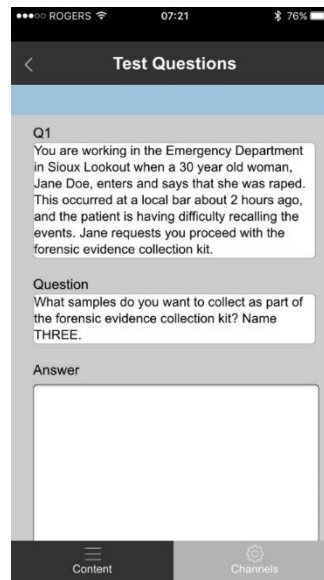 ●●●○○ ROGERS 07:21 76%
Test Questions
Q1
You are working in the Emergency Department
in Sioux Lookout when a 30 year old woman,
Jane Doe, enters and says that she was raped.
This occurred at a local bar about 2 hours ago,
and the patient is having difficulty recalling the
events. Jane requests you proceed with the
forensic evidence collection kit.
Question
What samples do you want to collect as part of
the forensic evidence collection kit? Name
THREE.
Answer
Content Channels